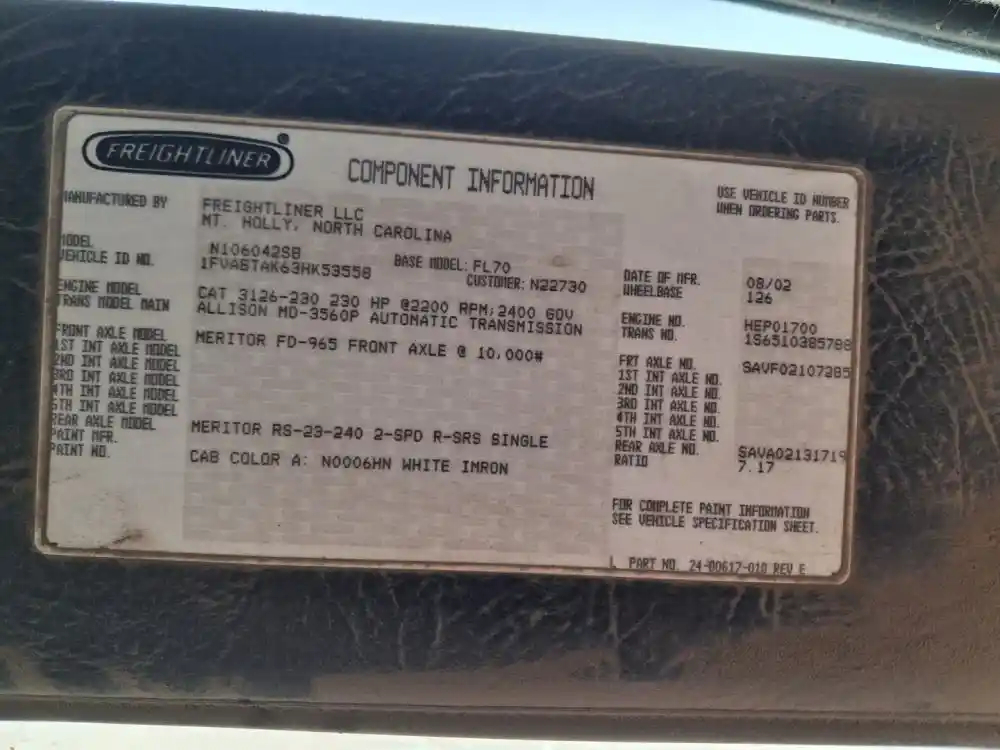 FREIGHTLINER
COMPONENT INFORMATION
USE VEHICLE ID NUMBER
WHEN ORDERING PARTS.
MANUFACTURED BY FREIGHTLINER LLC
MT. HOLLY, NORTH CAROLINA
MODEL N106042SB BASE MODEL: FL70
VEHICLE ID NO. 1FVABTAK63HK53558 CUSTOMER: N22730
DATE OF MFR. 08/02
WHEELBASE 126
ENGINE MODEL CAT 3126-230 230 HP @2200 RPM;2400 GOV
TRANS MODEL MAIN ALLISON MD-3560P AUTOMATIC TRANSMISSION
ENGINE NO. HEP01700
TRANS NO. 1S6510385788
FRONT AXLE MODEL MERITOR FD-965 FRONT AXLE @ 10,000#
1ST INT AXLE MODEL
2ND INT AXLE MODEL
3RD INT AXLE MODEL
4TH INT AXLE MODEL
5TH INT AXLE MODEL
REAR AXLE MODEL MERITOR RS-23-240 2-SPD R-SRS SINGLE
PAINT MFR.
PAINT NO. CAB COLOR A: N0006HN WHITE IMRON
FRT AXLE NO. SAVF02107285
1ST INT AXLE NO.
2ND INT AXLE NO.
3RD INT AXLE NO.
4TH INT AXLE NO.
5TH INT AXLE NO.
REAR AXLE NO. SAVA02131719
RATIO 7.17
FOR COMPLETE PAINT INFORMATION
SEE VEHICLE SPECIFICATION SHEET.
PART NO. 24-00617-010 REV E